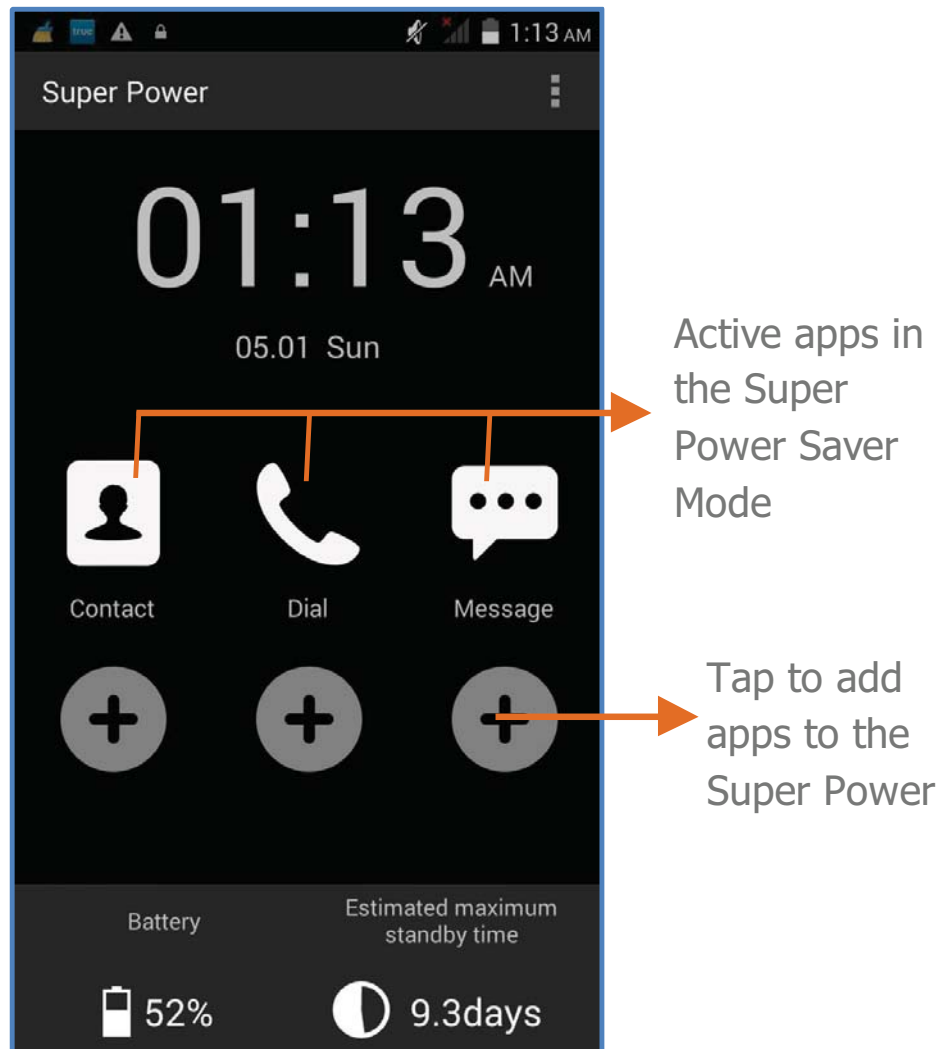 true
1:13 AM
Super Power
01:13 AM
05.01 Sun
Active apps in
the Super
Power Saver
Mode
Contact
Dial
Message
Tap to add
apps to the
Super Power
Battery
Estimated maximum
standby time
52%
9.3days